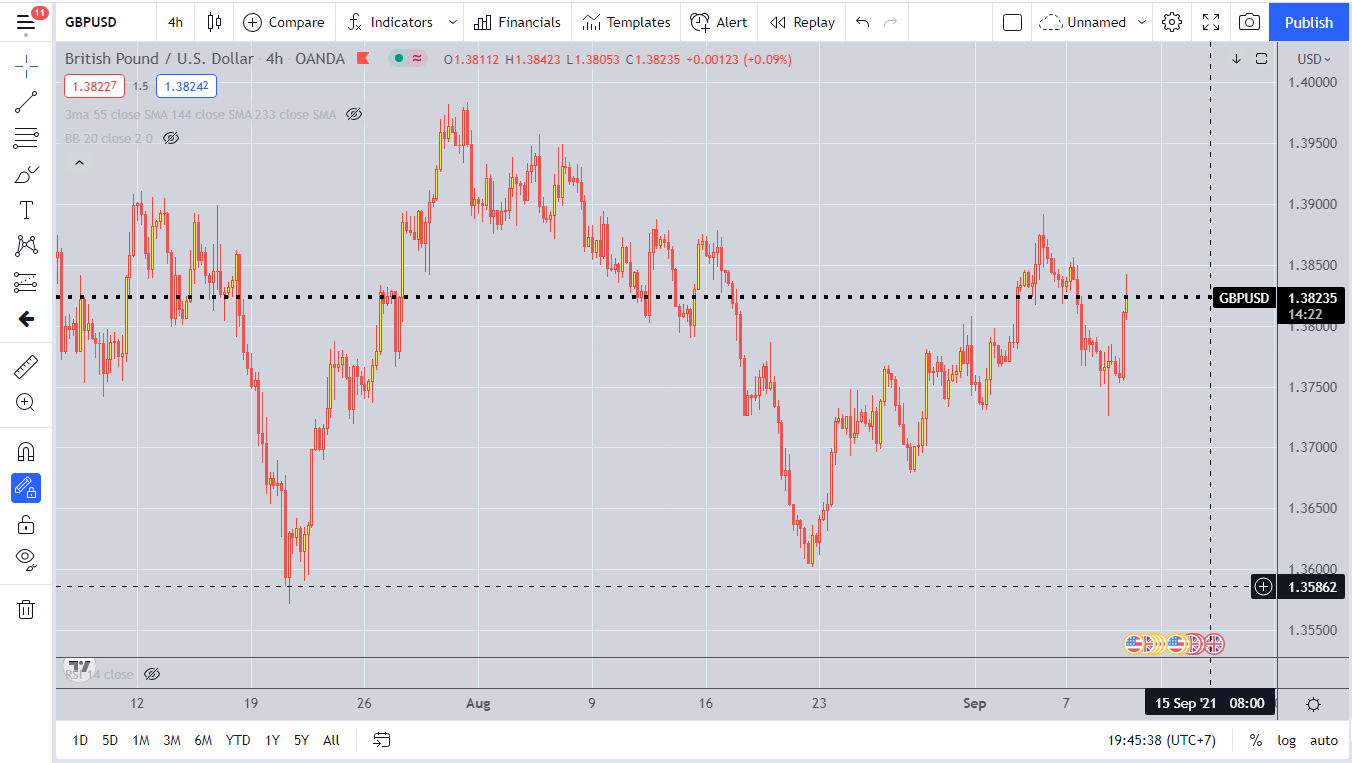 11
GBPUSD 4h Compare Indicators Financials Templates Alert Replay Unnamed Publish
British Pound / U.S. Dollar 4h OANDA O1.38112 H1.38423 L1.38053 C1.38235 +0.00123 (+0.09%) USD
1.38227 1.5 1.38242
3ma 55 close SMA 144 close SMA 233 close SMA
BB 20 close 2 0
1.40000
1.39500
1.39000
1.38500
GBPUSD 1.38235
14:22
1.38000
1.37500
1.37000
1.36500
1.36000
1.35862
1.35500
RSI 14 close
12 19 26 Aug 9 16 23 Sep 7 15 Sep '21 08:00
1D 5D 1M 3M 6M YTD 1Y 5Y All 19:45:38 (UTC+7) % log auto